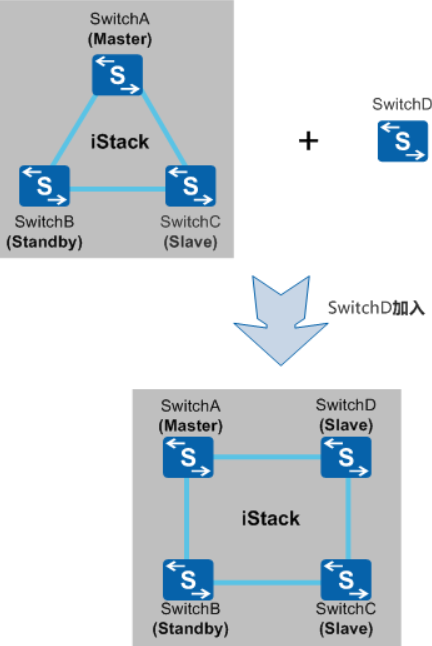 SwitchA
(Master)
S
SwitchD
S
+
iStack
S
S
SwitchB
(Standby)
SwitchC
(Slave)
SwitchD加入
SwitchA
(Master)
SwitchD
(Slave)
S
S
iStack
S
S
SwitchB
(Standby)
SwitchC
(Slave)